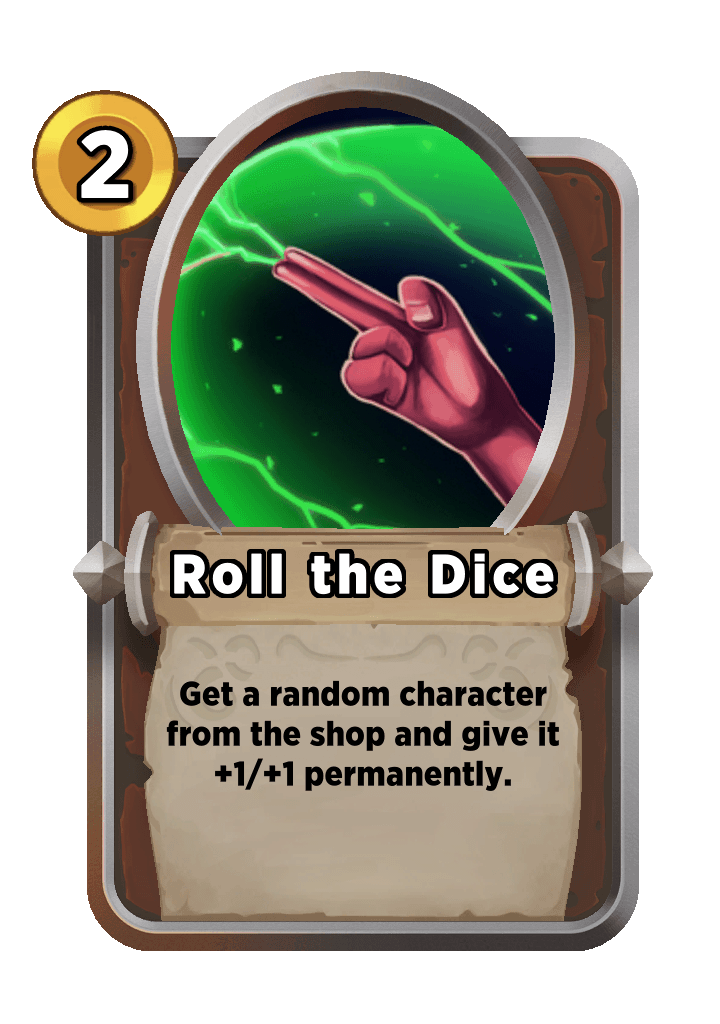 2
Roll the Dice
Get a random character
from the shop and give it
+1/+1 permanently.